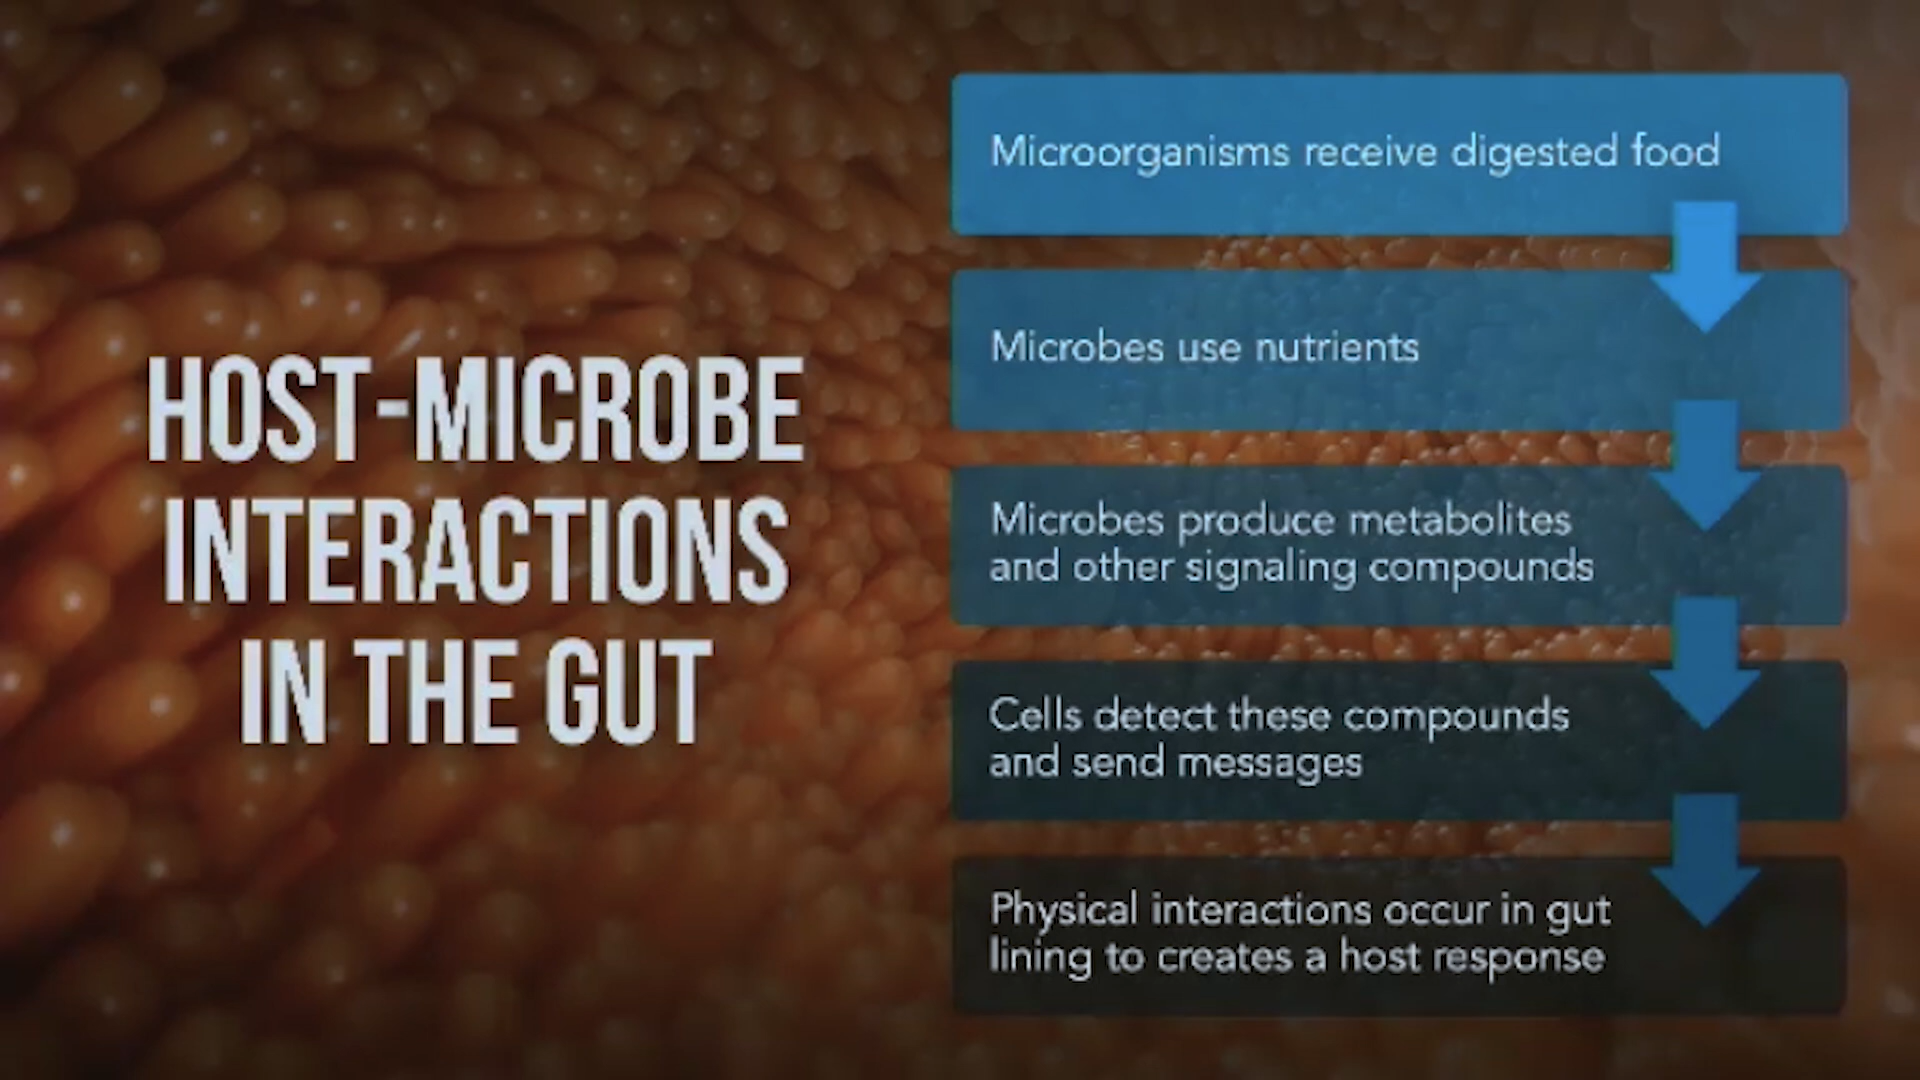 HOST-MICROBE
INTERACTIONS
IN THE GUT
Microorganisms receive digested food
Microbes use nutrients
Microbes produce metabolites
and other signaling compounds
Cells detect these compounds
and send messages
Physical interactions occur in gut
lining to creates a host response